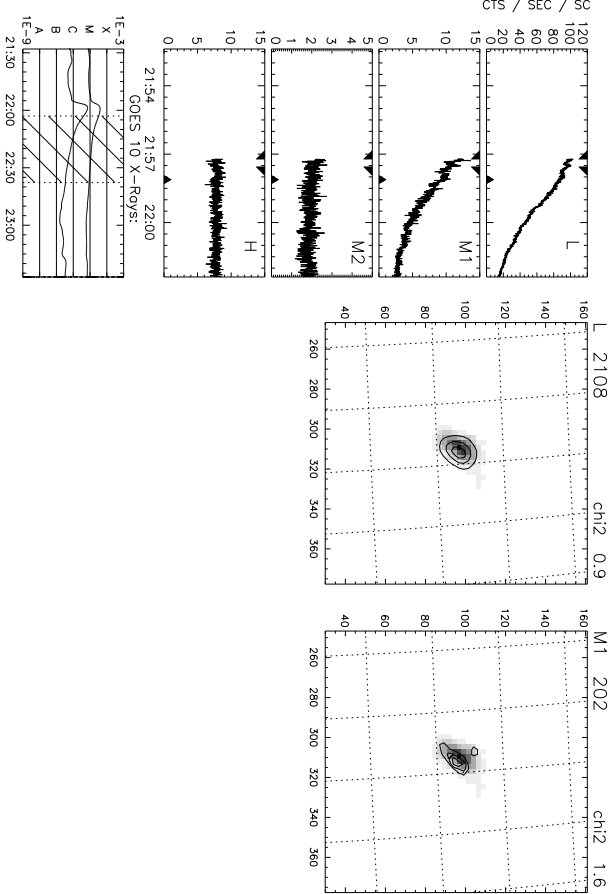 CTS / SEC / SC
L
120
100
80
60
40
20
0
M1
15
10
5
0
M2
5
4
3
2
1
0
H
15
10
5
0
21:54 21:57 22:00
GOES 10 X-Rays:
1E-3
X
M
C
B
A
1E-9
21:30 22:00 22:30 23:00
L 2108 chi2 0.9
160
140
120
100
80
60
40
260 280 300 320 340 360
M1 202 chi2 1.6
160
140
120
100
80
60
40
260 280 300 320 340 360